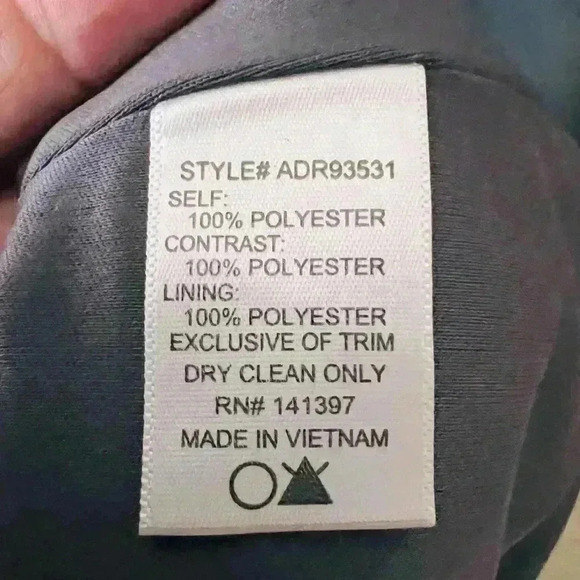 STYLE# ADR93531
SELF:
100% POLYESTER
CONTRAST:
100% POLYESTER
LINING:
100% POLYESTER
EXCLUSIVE OF TRIM
DRY CLEAN ONLY
RN# 141397
MADE IN VIETNAM